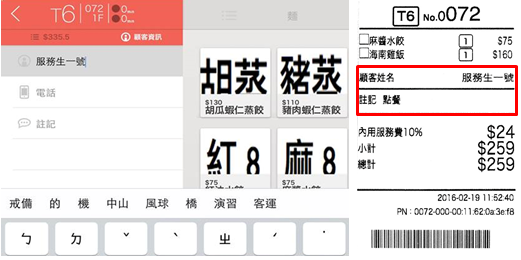 T6 072 1F 0 0ma
$335.5 顧客資訊
服務生一號
電話
註記
胡蒸 豬蒸
$130 $110
胡瓜蝦仁蒸餃 豬肉蝦仁蒸餃
紅8 麻8
$75 $75
戒備 的 機 中山 風球 橋 演習 客運
ㄅ ㄉ ˇ ˋ ㄓ ˊ ˙
T6 No.0072
麻醬水餃 1 $75
海南雞飯 1 $160
顧客姓名 服務生一號
註記 點餐
內用服務費10% $24
小計 $259
總計 $259
2016-02-19 11:52:40
PN : 0072-000-00:11:62:0a:3e:f8